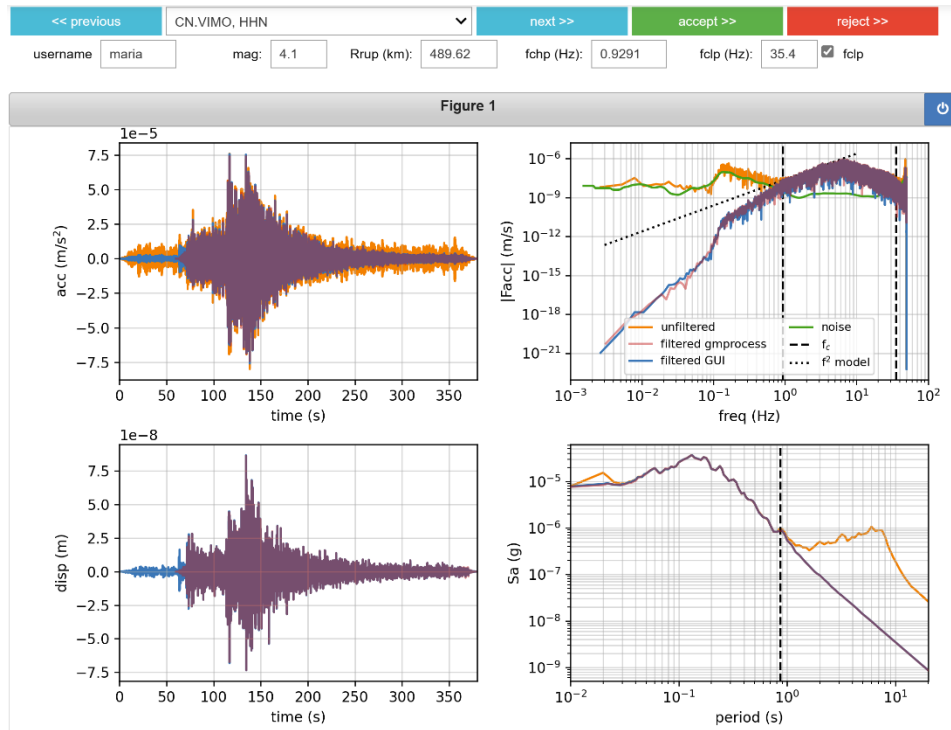 << previous CN.VIMO, HHN next >> accept >> reject >>
username maria mag: 4.1 Rrup (km): 489.62 fchp (Hz): 0.9291 fclp (Hz): 35.4 fclp
Figure 1
1e-5
7.5
5.0
2.5
0.0
−2.5
−5.0
−7.5
acc (m/s²)
0 50 100 150 200 250 300 350
time (s)
10⁻⁶
10⁻⁹
10⁻¹²
10⁻¹⁵
10⁻¹⁸
10⁻²¹
|Facc| (m/s)
unfiltered
filtered gmprocess
filtered GUI
noise
f_c
f² model
10⁻³ 10⁻² 10⁻¹ 10⁰ 10¹ 10²
freq (Hz)
1e-8
7.5
5.0
2.5
0.0
−2.5
−5.0
−7.5
disp (m)
0 50 100 150 200 250 300 350
time (s)
10⁻⁵
10⁻⁶
10⁻⁷
10⁻⁸
10⁻⁹
Sa (g)
10⁻² 10⁻¹ 10⁰ 10¹
period (s)